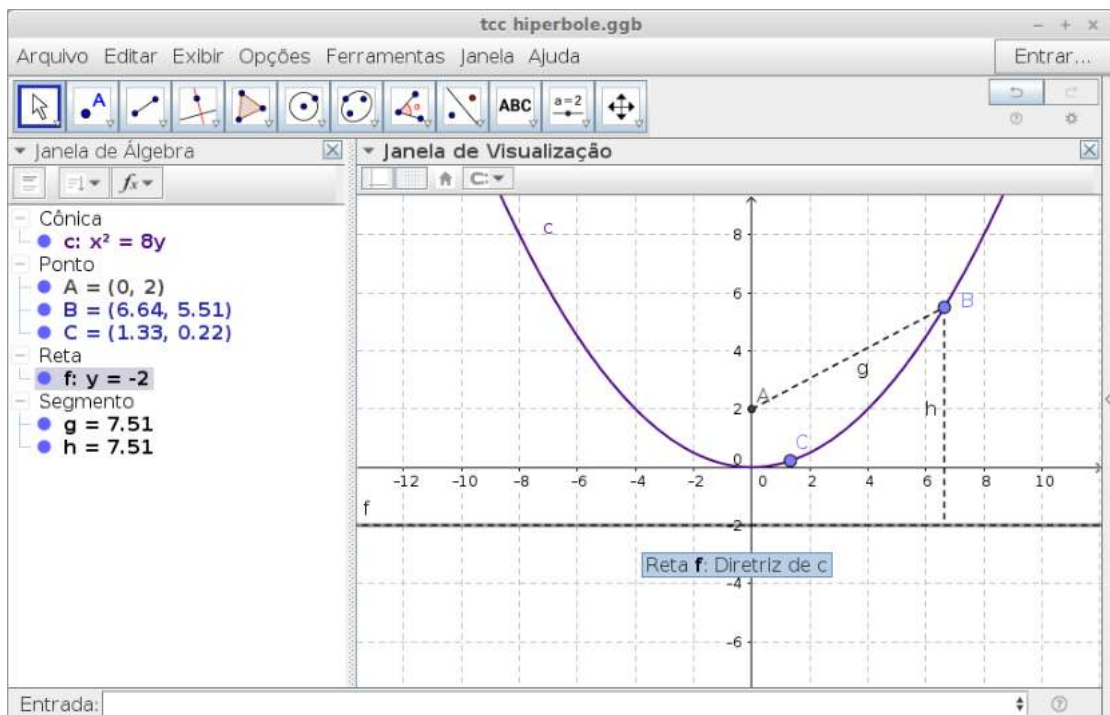 tcc hiperbole.ggb
Arquivo Editar Exibir Opções Ferramentas Janela Ajuda
Entrar...
A
ABC
a=2
Janela de Álgebra
Janela de Visualização
fx
C:
Cônica
c: x² = 8y
Ponto
A = (0, 2)
B = (6.64, 5.51)
C = (1.33, 0.22)
Reta
f: y = -2
Segmento
g = 7.51
h = 7.51
c
8
6
B
4
g
A
2
h
C
0
-12 -10 -8 -6 -4 -2 0 2 4 6 8 10
f
-2
Reta f: Diretriz de c
-4
-6
Entrada: